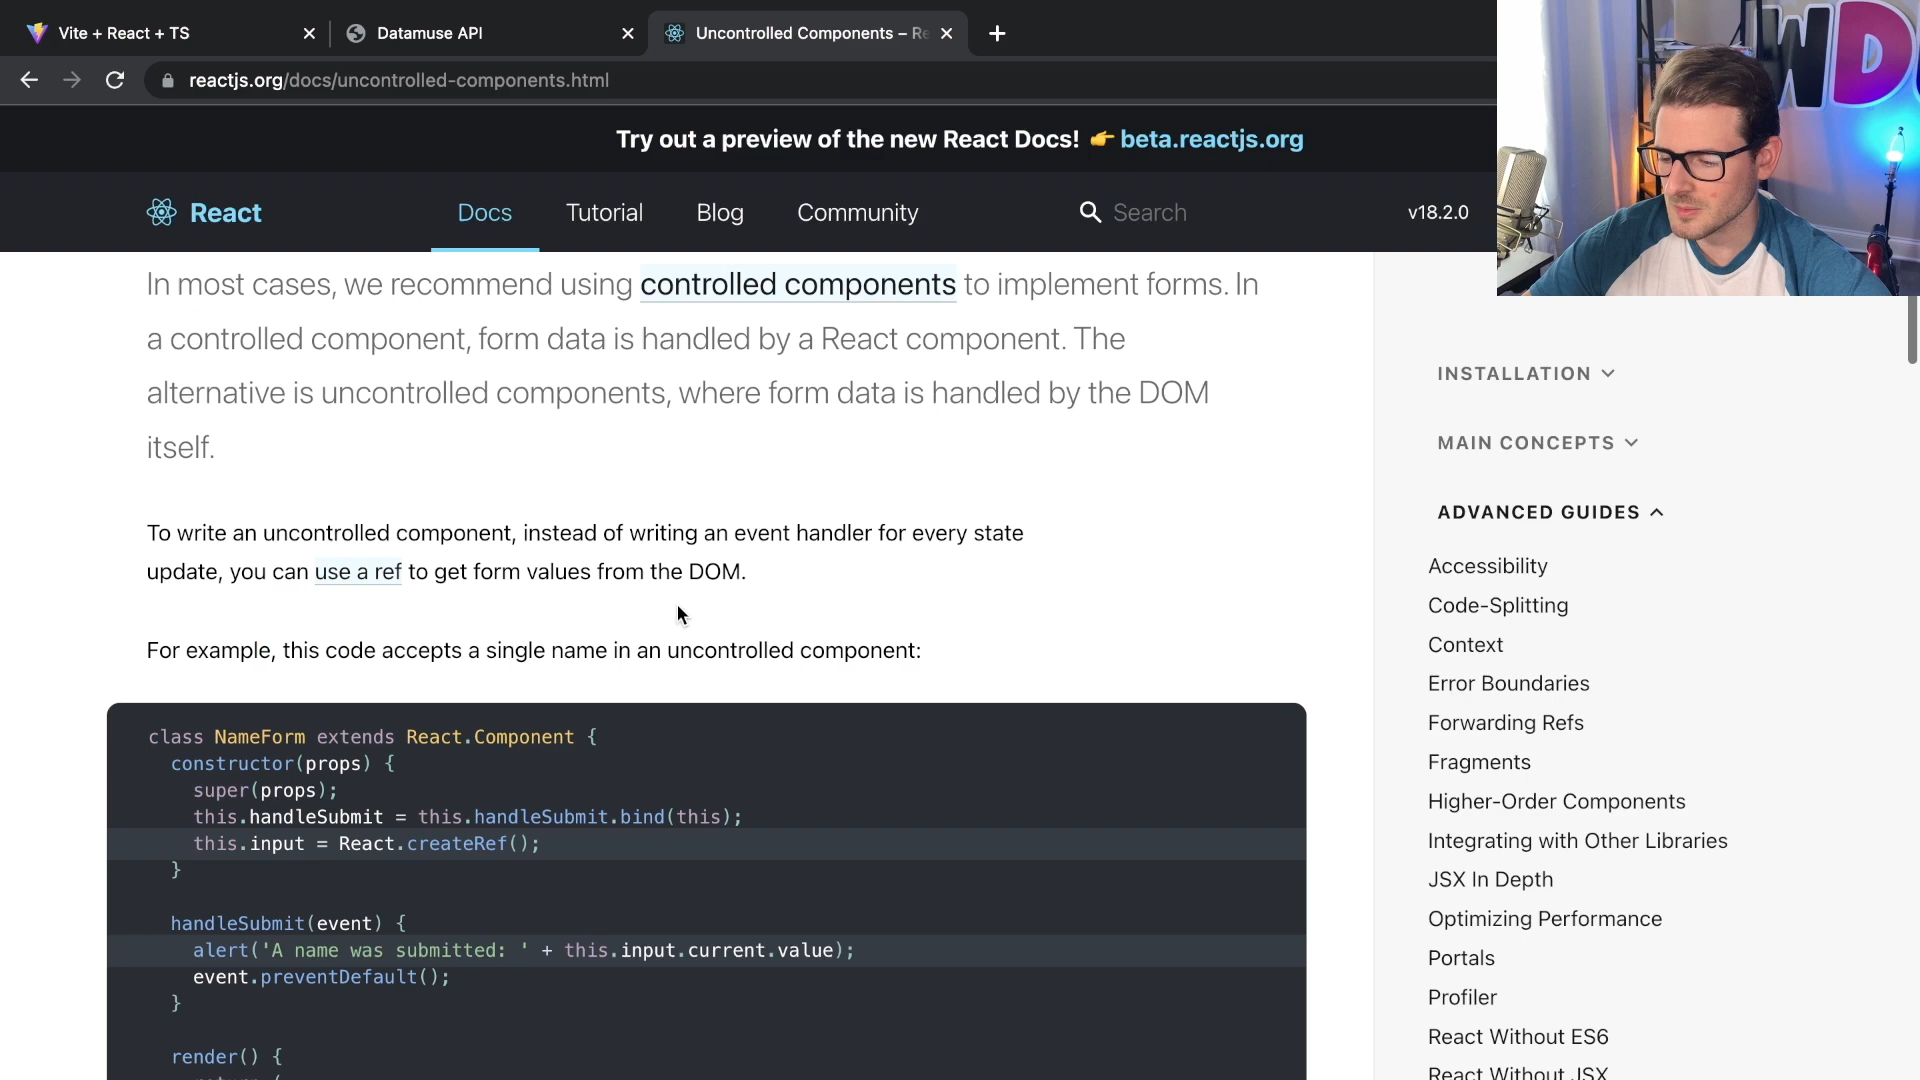 Vite + React + TS
Datamuse API
Uncontrolled Components – Re
reactjs.org/docs/uncontrolled-components.html
Try out a preview of the new React Docs! 👉 beta.reactjs.org
React
Docs
Tutorial
Blog
Community
Search
v18.2.0
WD
In most cases, we recommend using controlled components to implement forms. In
a controlled component, form data is handled by a React component. The
alternative is uncontrolled components, where form data is handled by the DOM
itself.
To write an uncontrolled component, instead of writing an event handler for every state
update, you can use a ref to get form values from the DOM.
For example, this code accepts a single name in an uncontrolled component:
class NameForm extends React.Component {
constructor(props) {
super(props);
this.handleSubmit = this.handleSubmit.bind(this);
this.input = React.createRef();
}
handleSubmit(event) {
alert('A name was submitted: ' + this.input.current.value);
event.preventDefault();
}
render() {
INSTALLATION
MAIN CONCEPTS
ADVANCED GUIDES
Accessibility
Code-Splitting
Context
Error Boundaries
Forwarding Refs
Fragments
Higher-Order Components
Integrating with Other Libraries
JSX In Depth
Optimizing Performance
Portals
Profiler
React Without ES6
React Without JSX